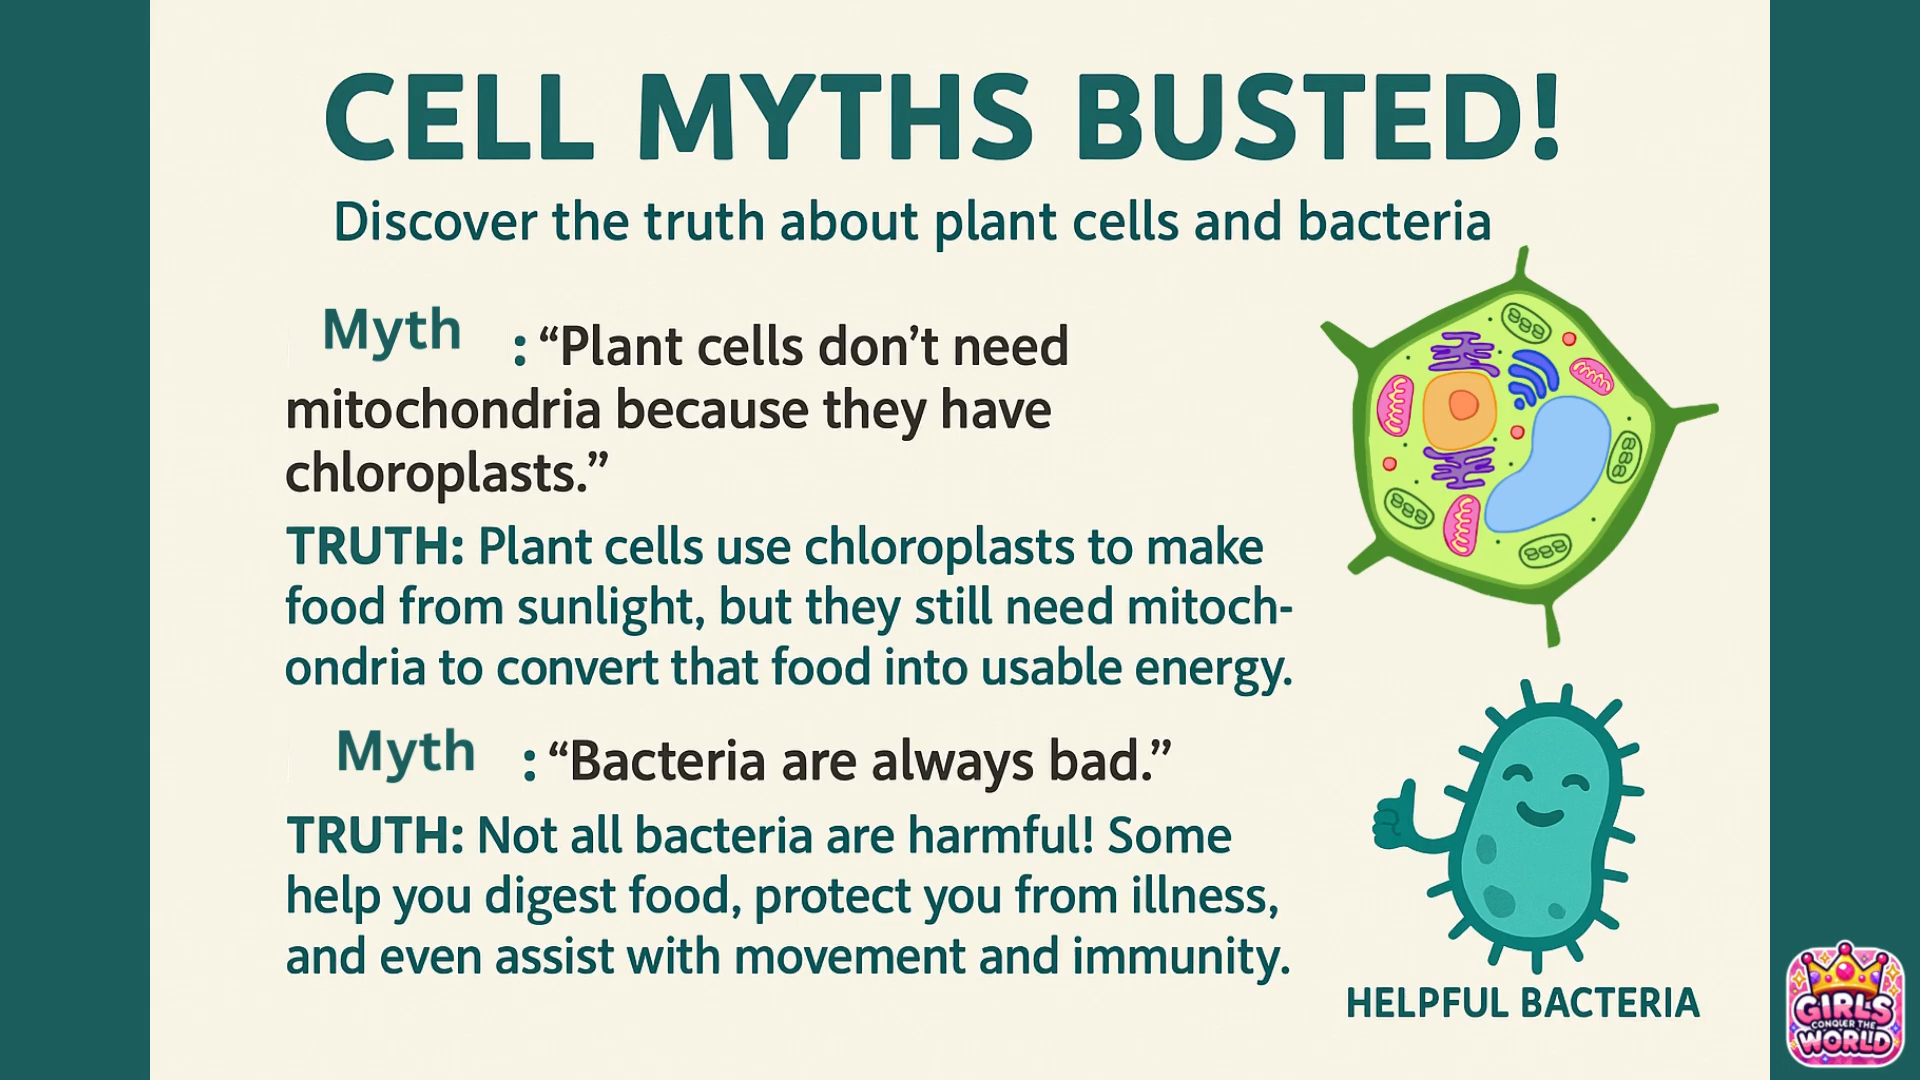 CELL MYTHS BUSTED!
Discover the truth about plant cells and bacteria
Myth : “Plant cells don’t need
mitochondria because they have
chloroplasts.”
TRUTH: Plant cells use chloroplasts to make
food from sunlight, but they still need mitoch-
ondria to convert that food into usable energy.
Myth : “Bacteria are always bad.”
TRUTH: Not all bacteria are harmful! Some
help you digest food, protect you from illness,
and even assist with movement and immunity.
HELPFUL BACTERIA
GIRLS
CONQUER THE
WORLD